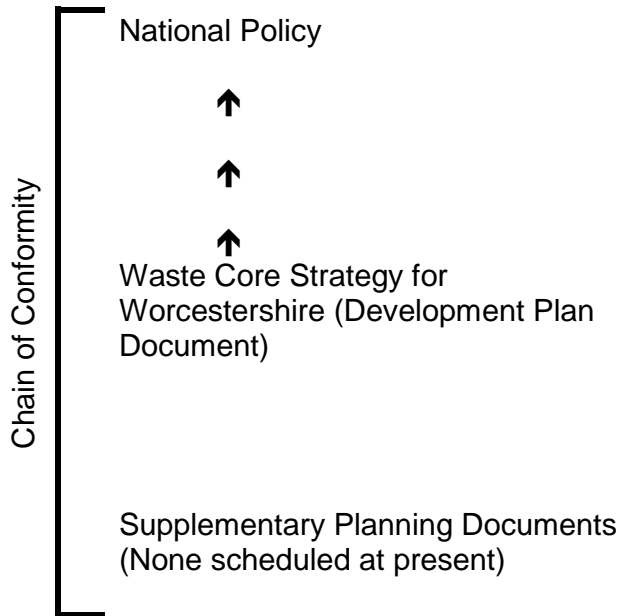 Chain of Conformity
National Policy
Waste Core Strategy for
Worcestershire (Development Plan
Document)
Supplementary Planning Documents
(None scheduled at present)